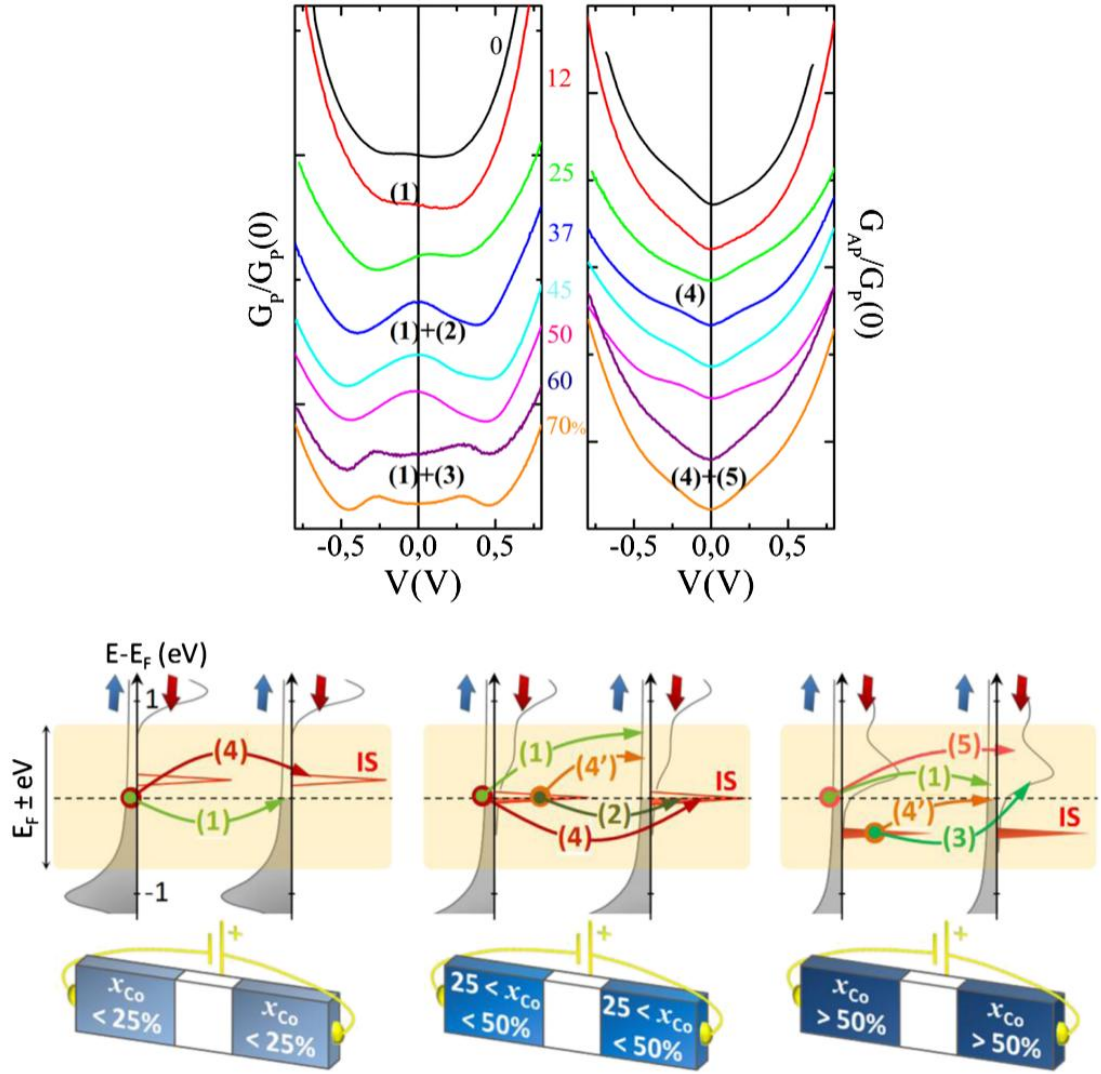 0
12
25
37
45
50
60
70%
(1)
(1)+(2)
(1)+(3)
(4)
(4)+(5)
G_P/G_P(0)
G_AP/G_P(0)
-0,5 0,0 0,5
V(V)
-0,5 0,0 0,5
V(V)
E-E_F (eV)
1
(4)
IS
(1)
E_F ± eV
-1
(1)
(4')
IS
(2)
(4)
(5)
(1)
(4')
IS
(3)
+
x_Co
< 25%
x_Co
< 25%
+
25 < x_Co
< 50%
25 < x_Co
< 50%
+
x_Co
> 50%
x_Co
> 50%